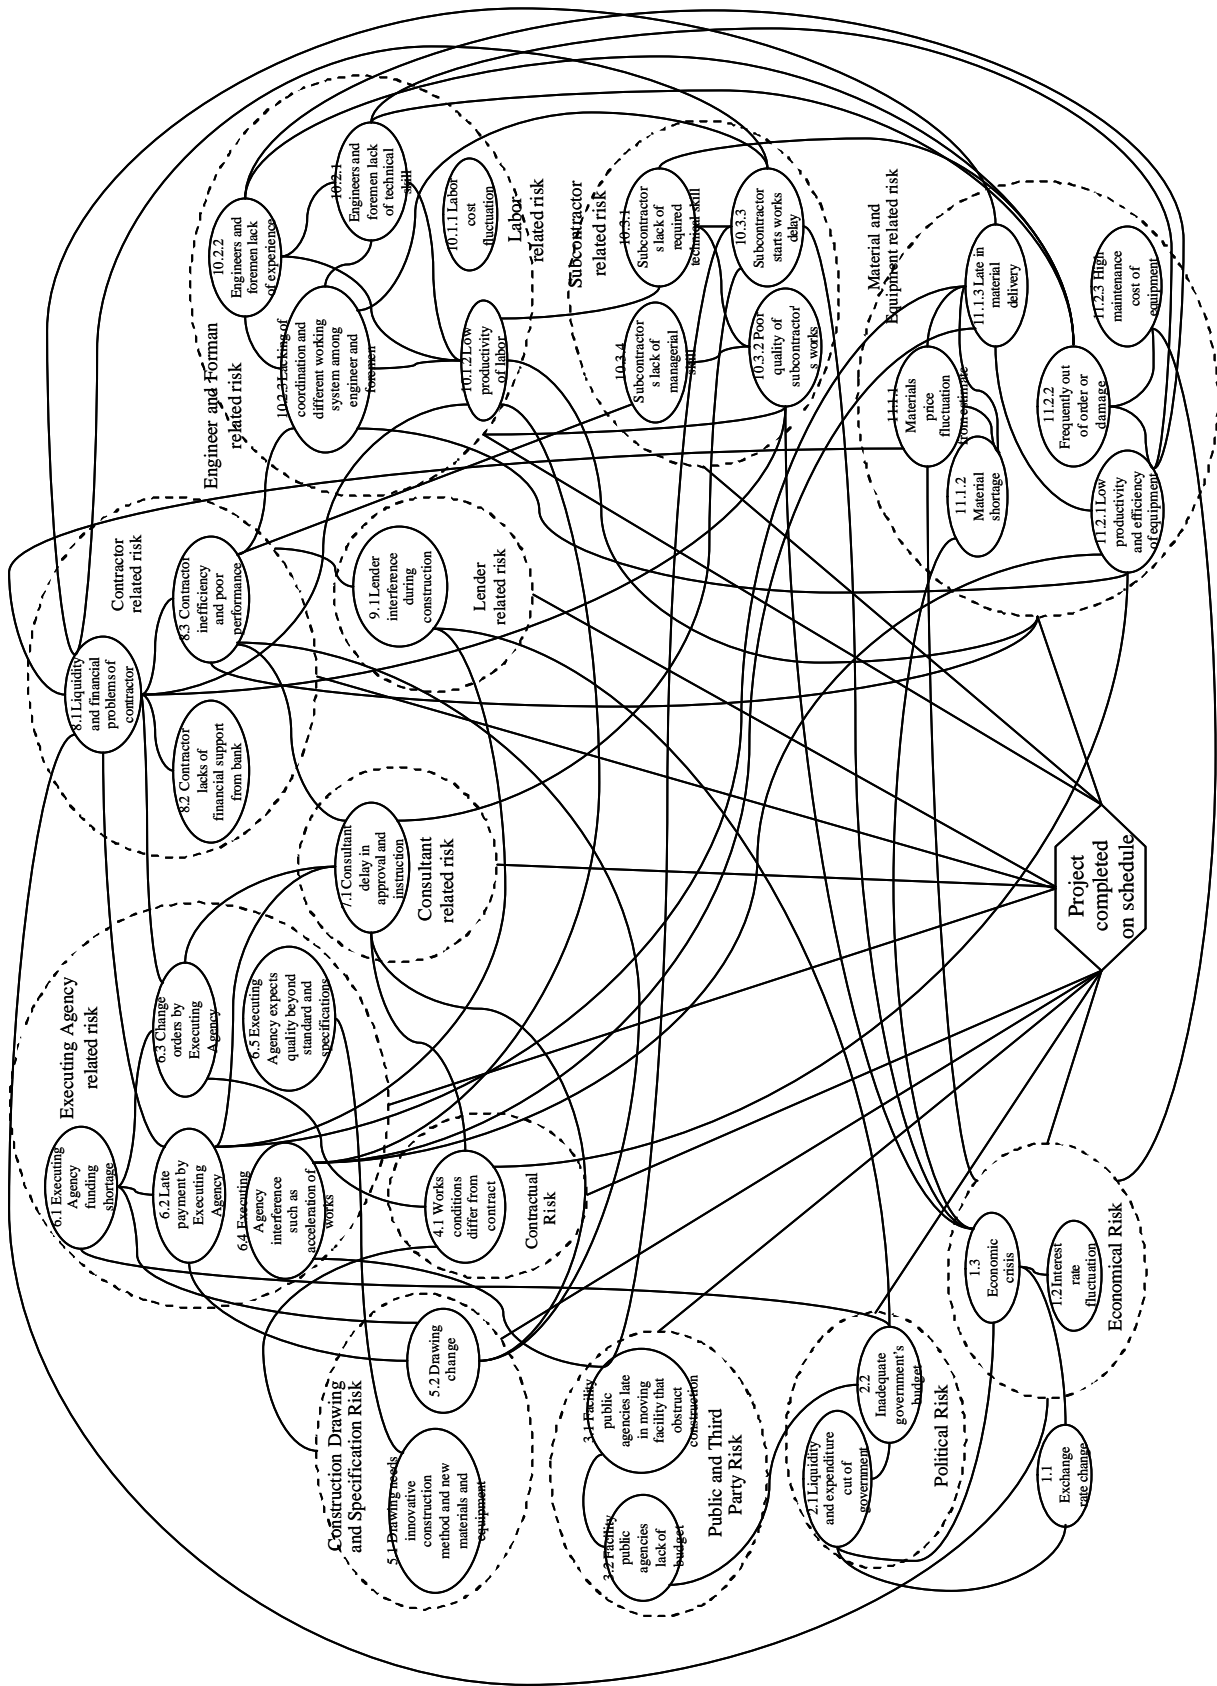 6.1 Executing
Agency
funding
shortage
Executing Agency
related risk
6.2 Late
payment by
Executing
Agency
6.3 Change
orders by
Executing
Agency
6.4 Executing
Agency
interference
such as
acceleration of
works
6.5 Executing
Agency expects
quality beyond
standard and
specifications
8.1 Liquidity
and financial
problems of
contractor
Contractor
related risk
8.2 Contractor
lacks of
financial support
from bank
8.3 Contractor
inefficiency
and poor
performance
Engineer and Forman
related risk
10.2.2
Engineers and
foremen lack
of experience
10.2.1
Engineers and
foremen lack
of technical
skill
10.2.3 Lacking of
coordination and
different working
system among
engineer and
foremen
10.1.1 Labor
cost
fluctuation
10.1.2 Low
productivity
of labor
Labor
related risk
7.1 Consultant
delay in
approval and
instruction
Consultant
related risk
9.1 Lender
interference
during
construction
Lender
related risk
4.1 Works
conditions
differ from
contract
Contractual
Risk
Construction Drawing
and Specification Risk
5.1 Drawing needs
innovative
construction
method and new
materials and
equipment
5.2 Drawing
change
Subcontractor
related risk
10.3.1
Subcontractor
s lack of
required
technical skill
10.3.4
Subcontractor
s lack of
managerial
skill
10.3.3
Subcontractor
starts works
delay
10.3.2 Poor
quality of
subcontractor'
s works
3.1 Facility
public
agencies late
in moving
facility that
obstruct
construction
3.2 Facility
public
agencies
lack of
budget
Public and Third
Party Risk
2.1 Liquidity
and expenditure
cut of
government
2.2
Inadequate
government's
budget
Political Risk
Material and
Equipment related risk
11.1.1
Materials
price
fluctuation
from estimate
11.1.2
Material
shortage
11.1.3 Late in
material
delivery
11.2.2
Frequently out
of order or
damage
11.2.3 High
maintenance
cost of
equipment
11.2.1 Low
productivity
and efficiency
of equipment
1.3
Economic
crisis
1.2 Interest
rate
fluctuation
Economical Risk
1.1
Exchange
rate change
Project
completed
on schedule